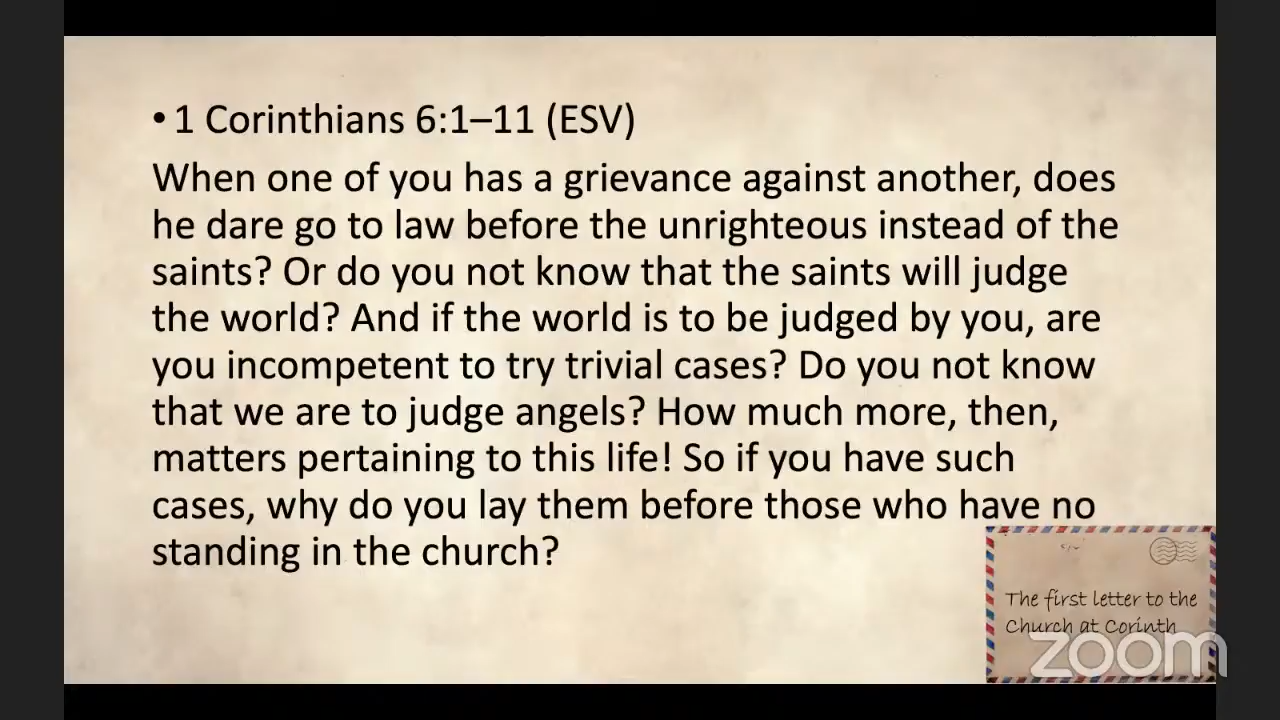 • 1 Corinthians 6:1–11 (ESV)
When one of you has a grievance against another, does
he dare go to law before the unrighteous instead of the
saints? Or do you not know that the saints will judge
the world? And if the world is to be judged by you, are
you incompetent to try trivial cases? Do you not know
that we are to judge angels? How much more, then,
matters pertaining to this life! So if you have such
cases, why do you lay them before those who have no
standing in the church?
The first letter to the
Church at Corinth
zoom